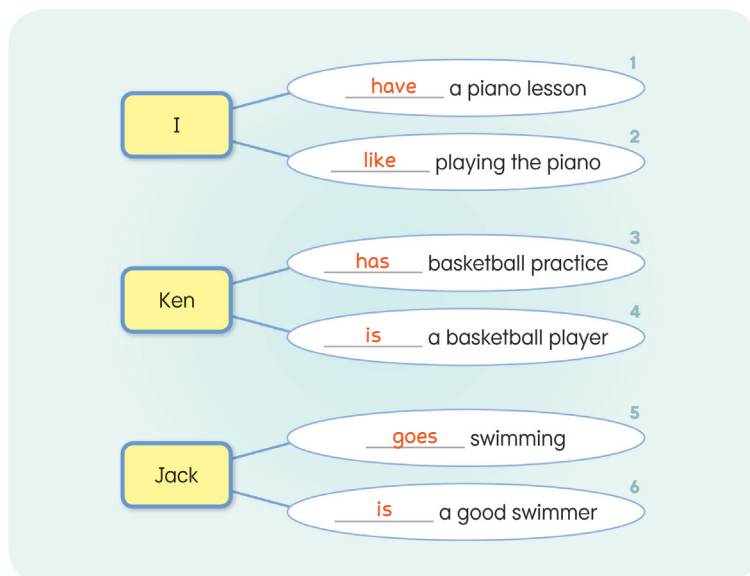 1
have a piano lesson
I
2
like playing the piano
3
has basketball practice
Ken
4
is a basketball player
5
goes swimming
Jack
6
is a good swimmer